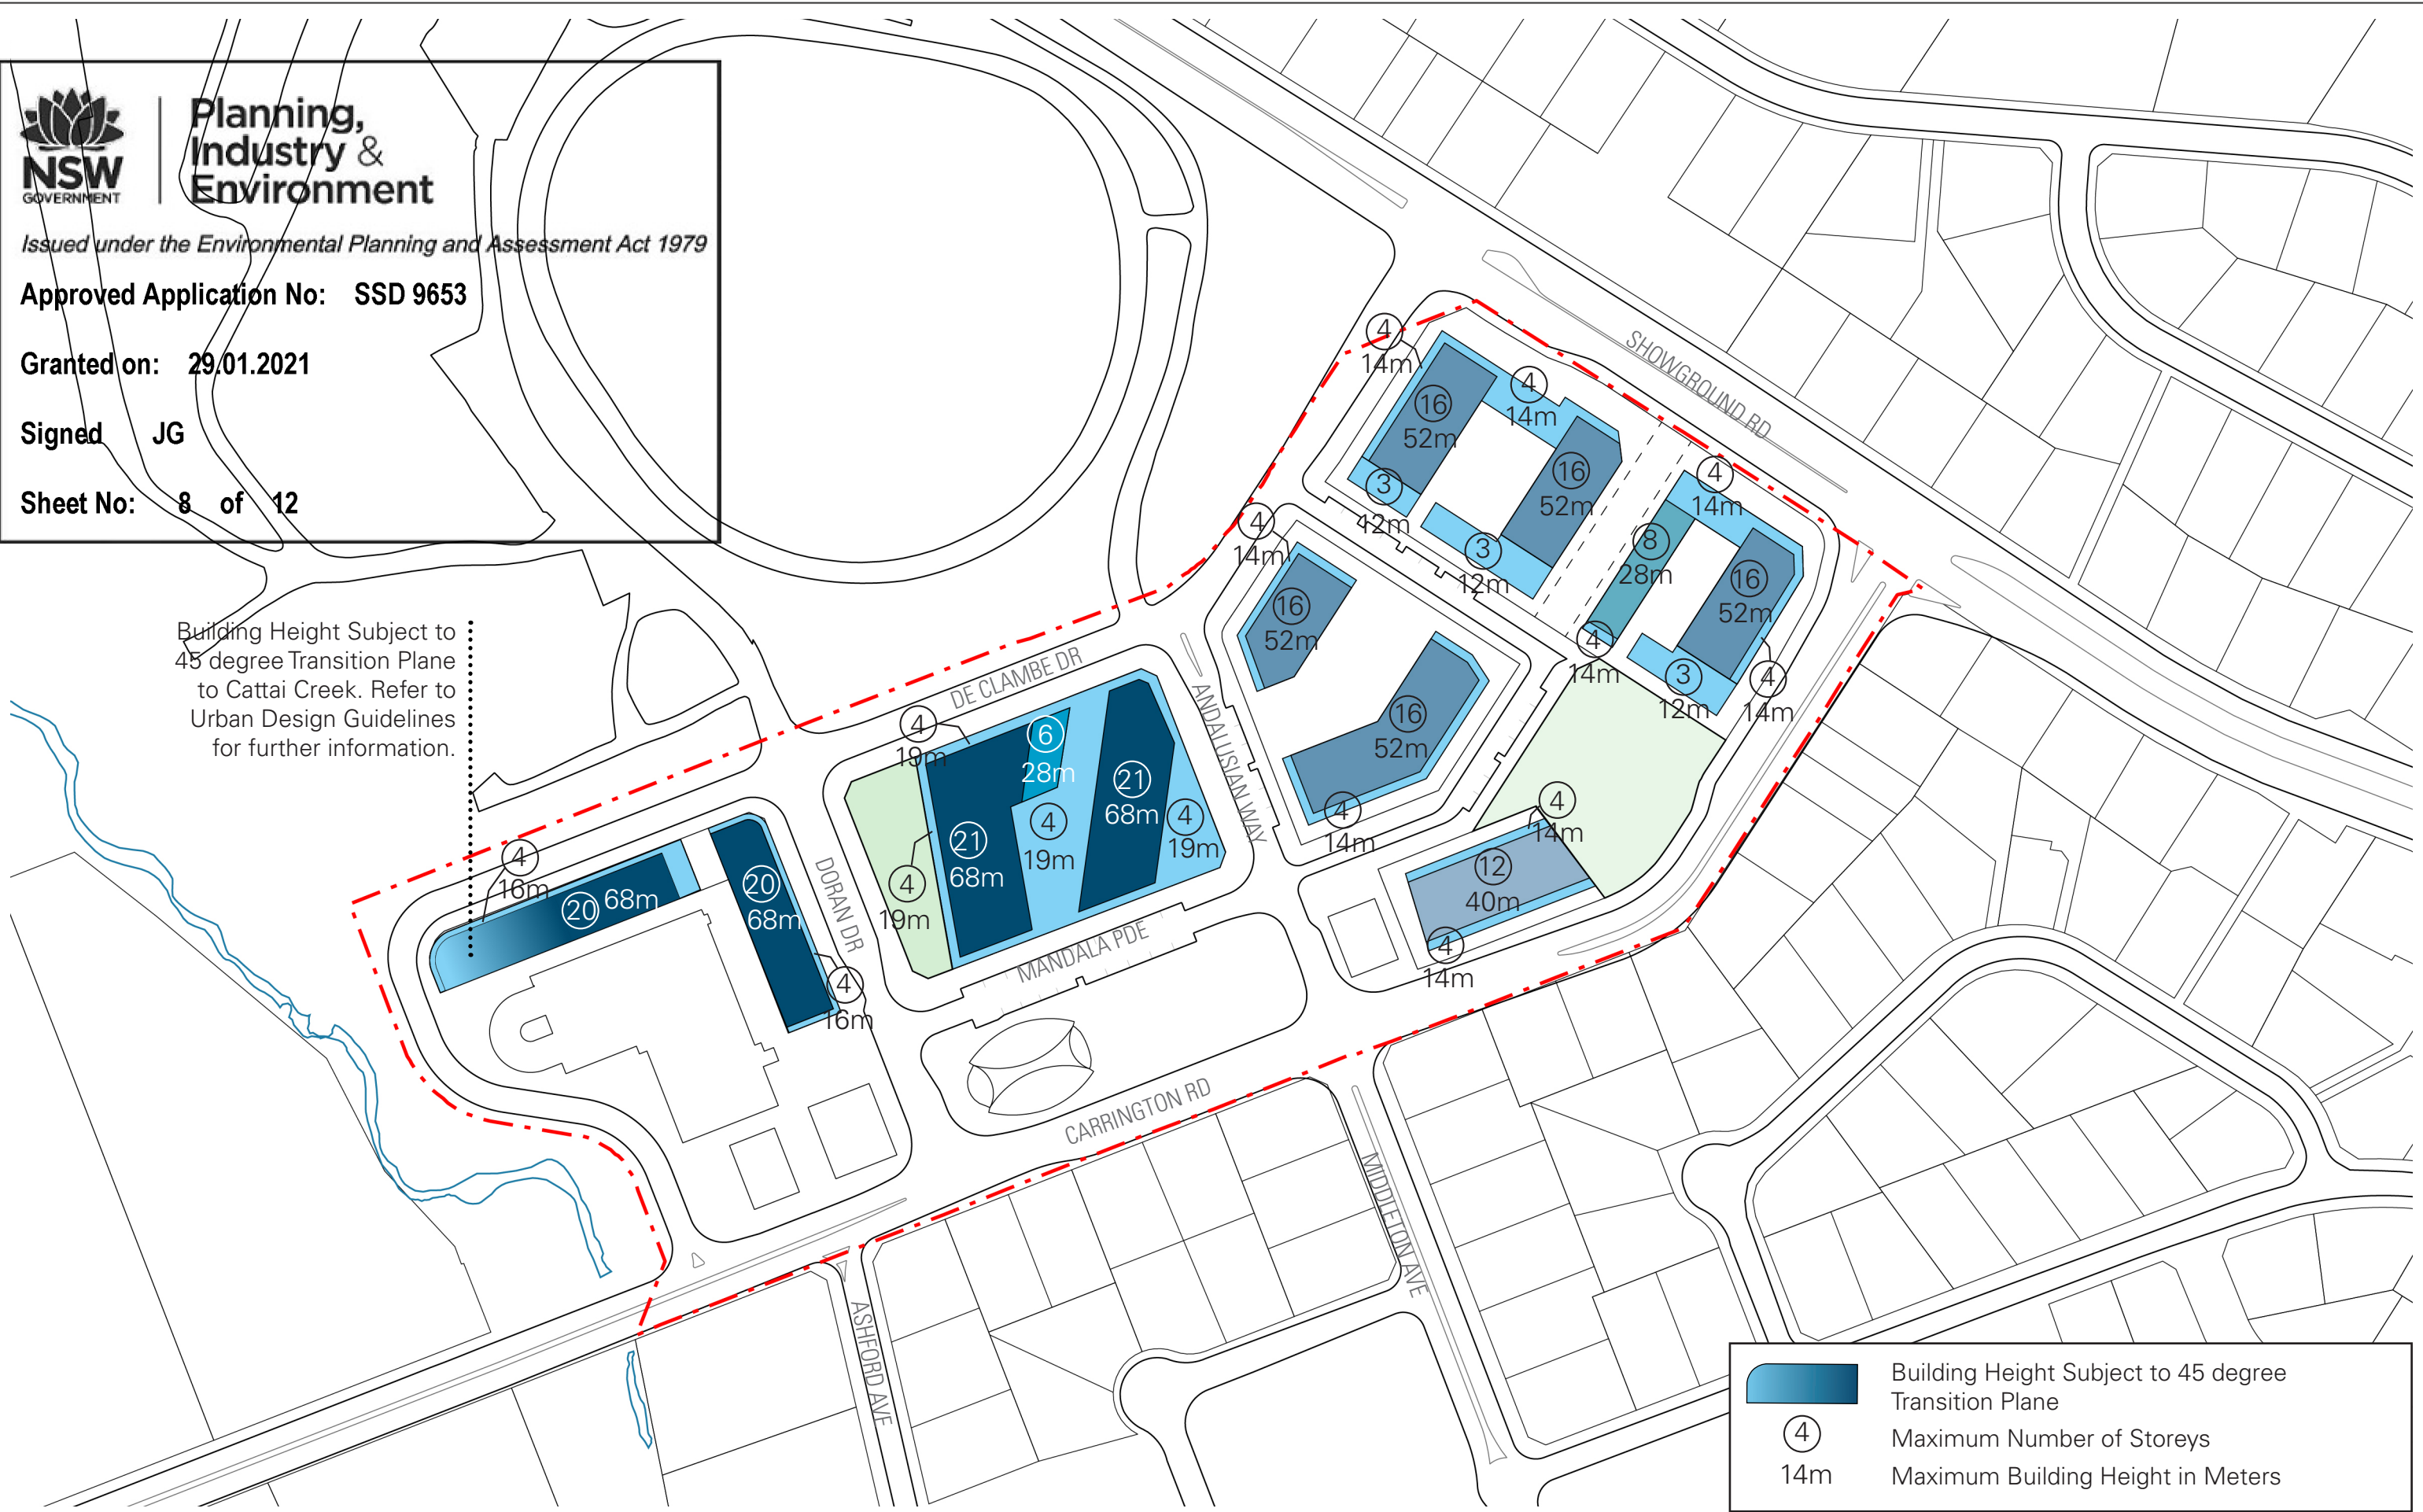 NSW
GOVERNMENT
Planning,
Industry &
Environment
Issued under the Environmental Planning and Assessment Act 1979
Approved Application No: SSD 9653
Granted on: 29.01.2021
Signed JG
Sheet No: 8 of 12
Building Height Subject to
45 degree Transition Plane
to Cattai Creek. Refer to
Urban Design Guidelines
for further information.
SHOWGROUND RD
4
14m
16
52m
4
14m
16
52m
3
12m
3
12m
4
14m
8
28m
16
52m
4
14m
3
12m
4
14m
4
14m
16
52m
16
52m
4
14m
4
14m
12
40m
4
14m
DE CLAMBE DR
ANDALUSIAN WAY
4
19m
6
28m
21
68m
4
19m
21
68m
4
19m
4
19m
MANDALA PDE
DORAN DR
4
16m
20 68m
20
68m
4
16m
CARRINGTON RD
MIDDLETON AVE
ASHFORD AVE
Building Height Subject to 45 degree
Transition Plane
4 Maximum Number of Storeys
14m Maximum Building Height in Meters